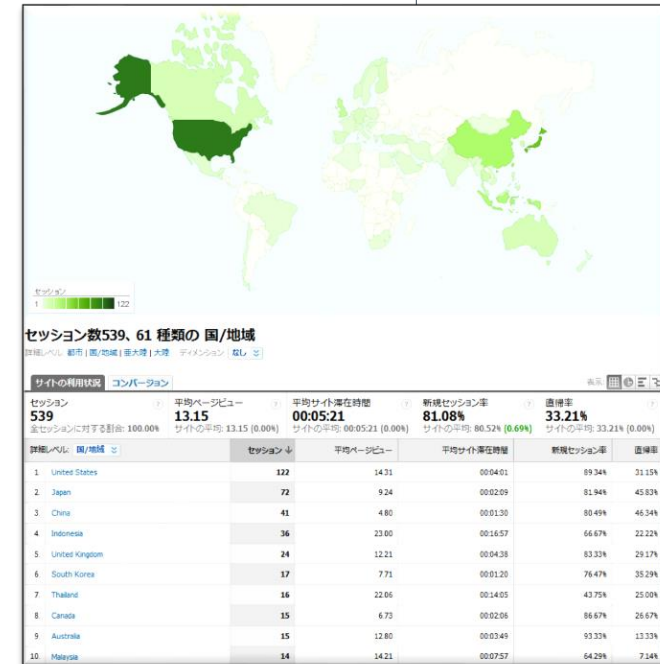 セッション
1 122
セッション数539、61 種類の 国/地域
詳細レベル: 都市 | 国/地域 | 亜大陸 | 大陸 ディメンション: なし
サイトの利用状況 コンバージョン 表示:
セッション 平均ページビュー 平均サイト滞在時間 新規セッション率 直帰率
539 13.15 00:05:21 81.08% 33.21%
全セッションに対する割合: 100.00% サイトの平均: 13.15 (0.00%) サイトの平均: 00:05:21 (0.00%) サイトの平均: 80.52% (0.69%) サイトの平均: 33.21% (0.00%)
詳細レベル: 国/地域 セッション ↓ 平均ページビュー 平均サイト滞在時間 新規セッション率 直帰率
1. United States 122 14.31 00:04:01 89.34% 31.15%
2. Japan 72 9.24 00:02:09 81.94% 45.83%
3. China 41 4.80 00:01:30 80.49% 46.34%
4. Indonesia 36 23.00 00:16:57 66.67% 22.22%
5. United Kingdom 24 12.21 00:04:38 83.33% 29.17%
6. South Korea 17 7.71 00:01:20 76.47% 35.29%
7. Thailand 16 22.06 00:14:05 43.75% 25.00%
8. Canada 15 6.73 00:02:06 86.67% 26.67%
9. Australia 15 12.80 00:03:49 93.33% 13.33%
10. Malaysia 14 14.21 00:07:57 64.29% 7.14%